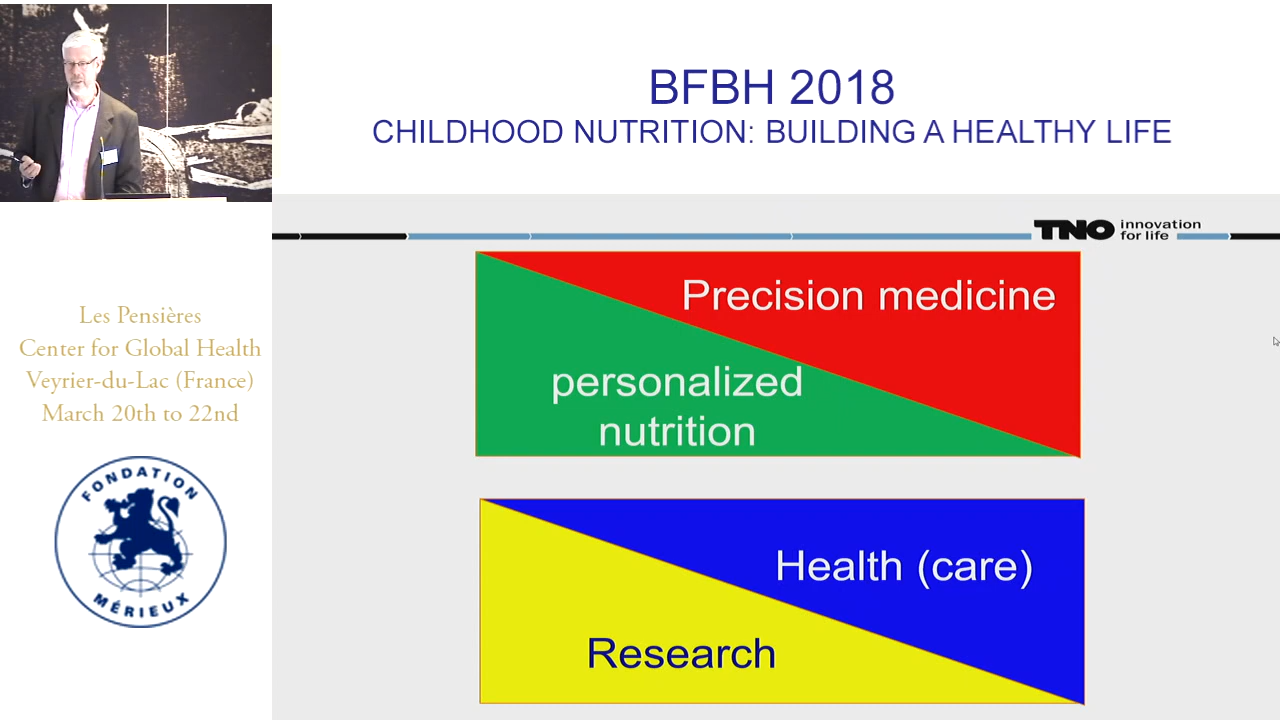 BFBH 2018
CHILDHOOD NUTRITION: BUILDING A HEALTHY LIFE
TNO innovation
for life
Precision medicine
personalized
nutrition
Health (care)
Research
Les Pensières
Center for Global Health
Veyrier-du-Lac (France)
March 20th to 22nd
FONDATION
MÉRIEUX